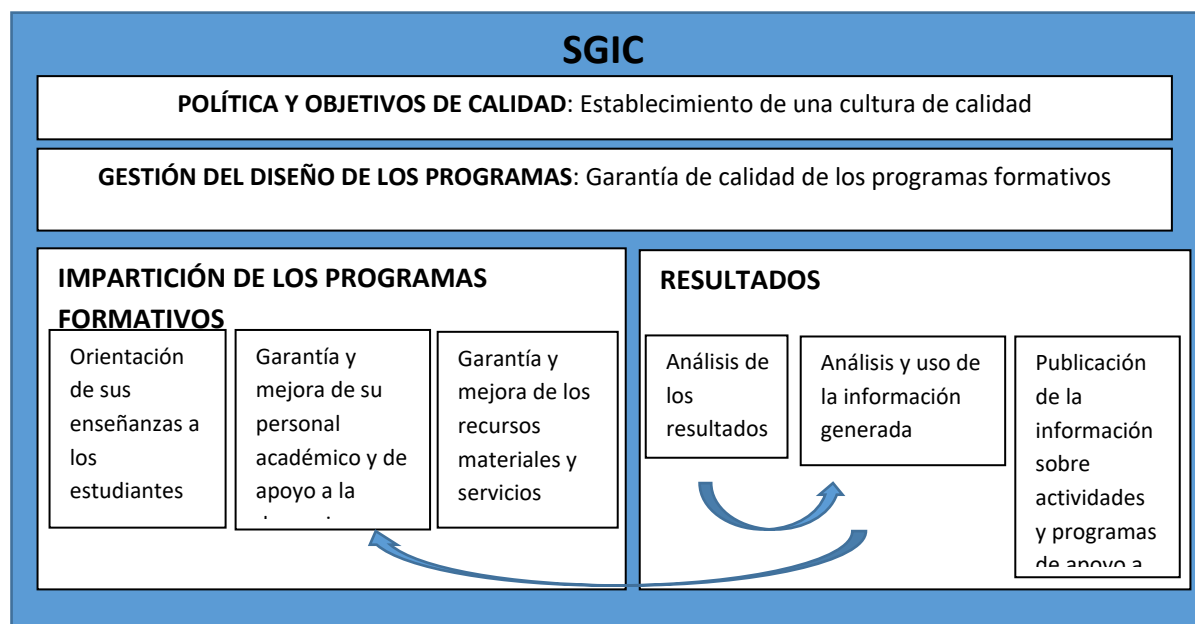 SGIC
POLÍTICA Y OBJETIVOS DE CALIDAD: Establecimiento de una cultura de calidad
GESTIÓN DEL DISEÑO DE LOS PROGRAMAS: Garantía de calidad de los programas formativos
IMPARTICIÓN DE LOS PROGRAMAS
FORMATIVOS
Orientación
de sus
enseñanzas a
los
estudiantes
Garantía y
mejora de su
personal
académico y de
apoyo a la
Garantía y
mejora de los
recursos
materiales y
servicios
RESULTADOS
Análisis de
los
resultados
Análisis y uso de
la información
generada
Publicación
de la
información
sobre
actividades
y programas
de apoyo a